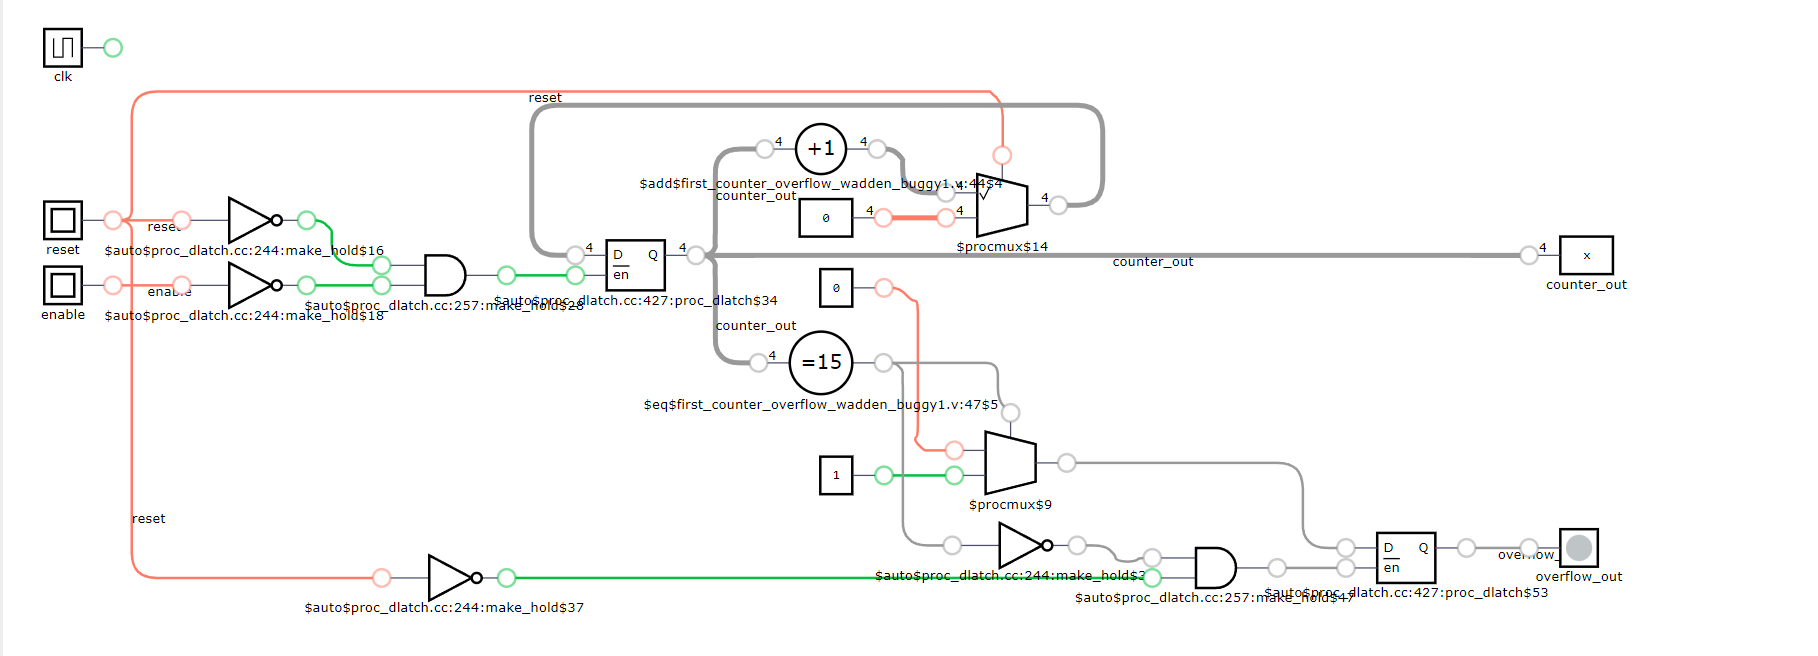 clk
reset
4
+1
4
$add$first_counter_overflow_wadden_buggy1.v:44$4
4
counter_out
0
4
4
4
$procmux$14
reset
reset
$auto$proc_dlatch.cc:244:make_hold$16
4
D
Q
en
4
counter_out
4
x
counter_out
enable
enable
$auto$proc_dlatch.cc:244:make_hold$18
$auto$proc_dlatch.cc:257:make_hold$28
$auto$proc_dlatch.cc:427:proc_dlatch$34
0
counter_out
4
=15
$eq$first_counter_overflow_wadden_buggy1.v:47$5
1
$procmux$9
reset
D
Q
en
overflow_
overflow_out
$auto$proc_dlatch.cc:244:make_hold$3
$auto$proc_dlatch.cc:257:make_hold$47
$auto$proc_dlatch.cc:427:proc_dlatch$53
$auto$proc_dlatch.cc:244:make_hold$37